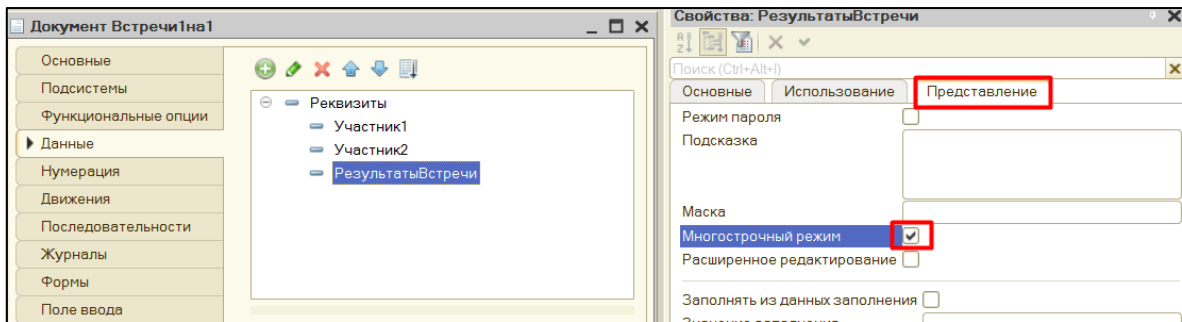 Документ Встречи1на1
Основные
Подсистемы
Функциональные опции
Данные
Нумерация
Движения
Последовательности
Журналы
Формы
Поле ввода
Реквизиты
Участник1
Участник2
РезультатыВстречи
Свойства: РезультатыВстречи
Поиск (Ctrl+Alt+I)
Основные Использование Представление
Режим пароля
Подсказка
Маска
Многострочный режим
Расширенное редактирование
Заполнять из данных заполнения